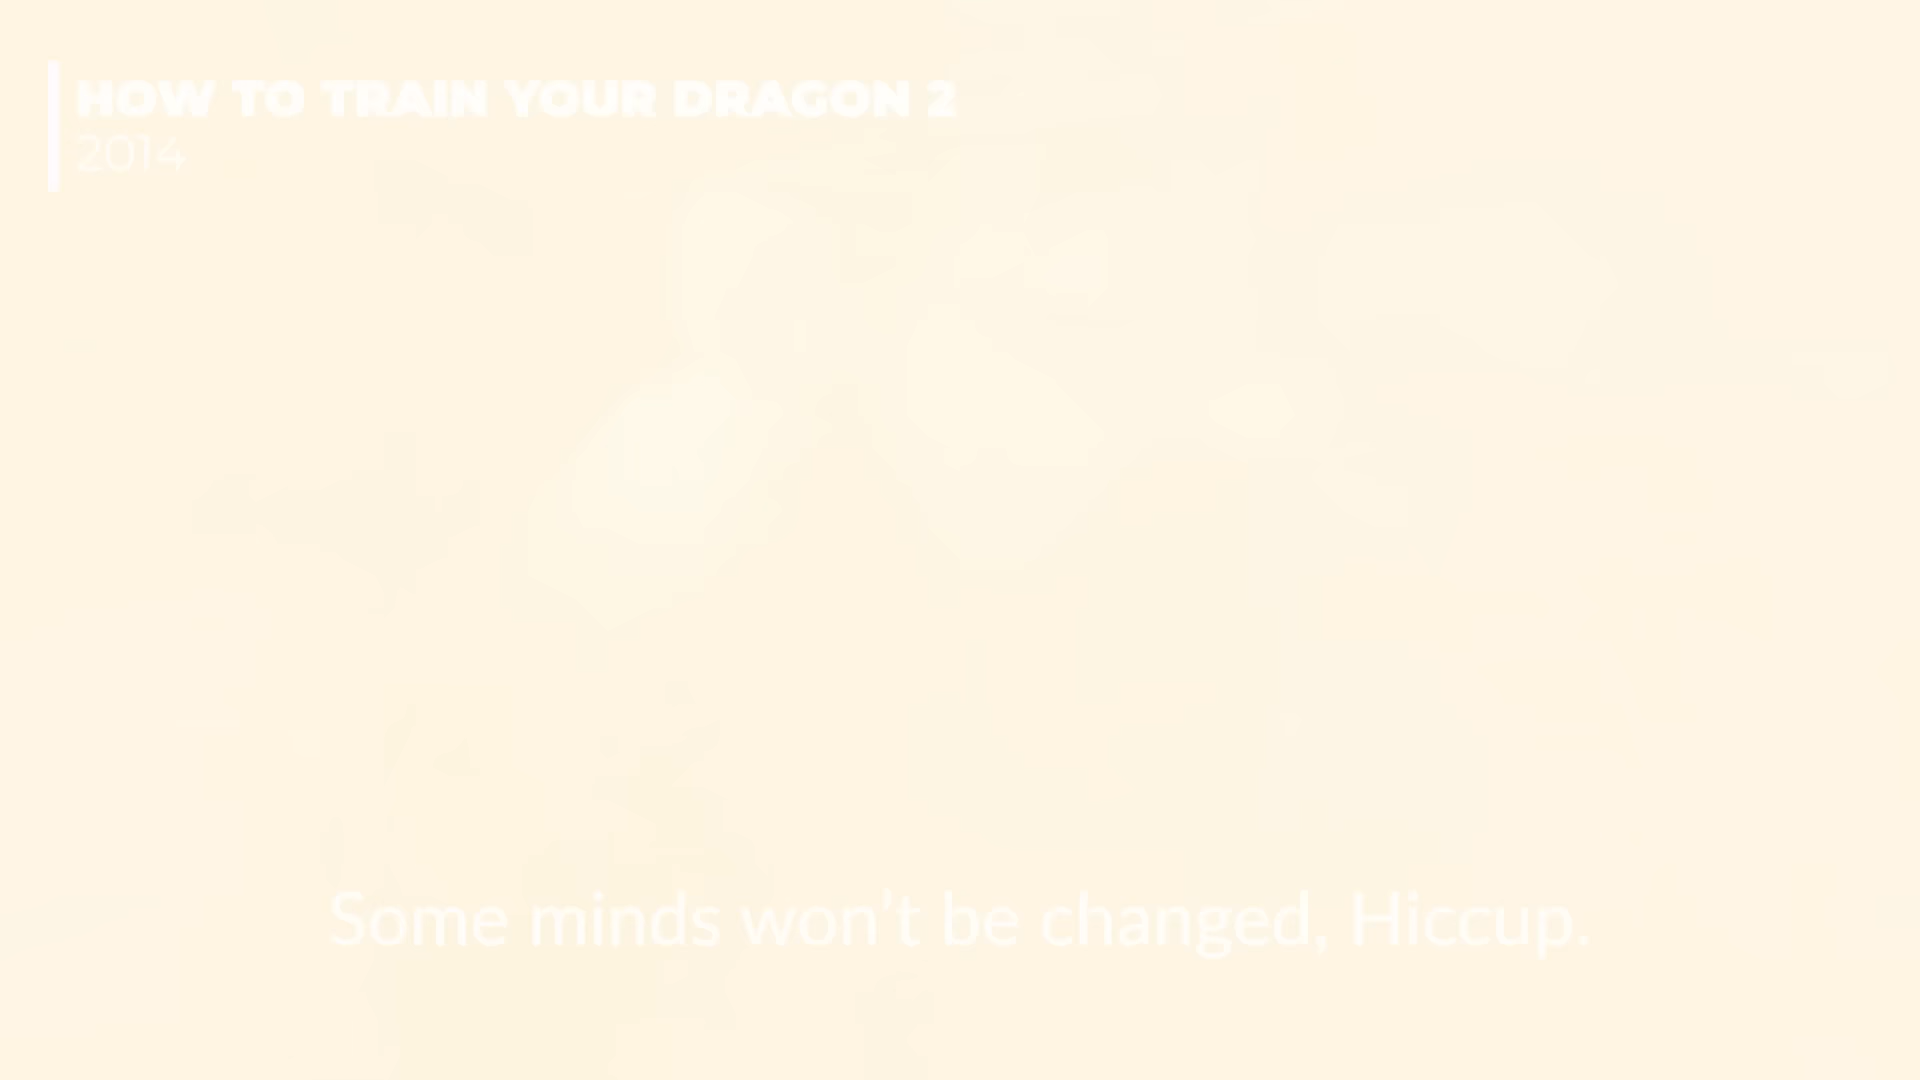 HOW TO TRAIN YOUR DRAGON 2
2014
Some minds won't be changed, Hiccup.